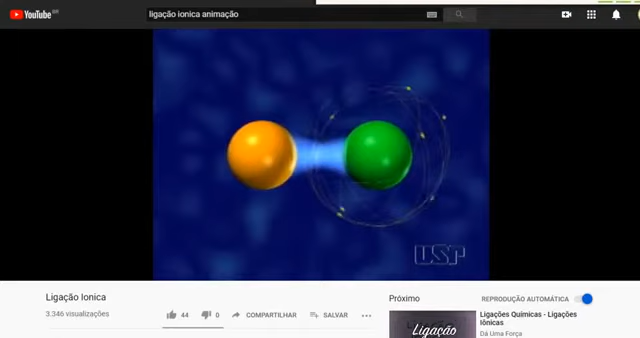 YouTube BR
ligação ionica animação
USP
Ligação Ionica
3.346 visualizações
44
0
COMPARTILHAR
SALVAR
Próximo
REPRODUÇÃO AUTOMÁTICA
Ligação
Ligações Químicas - Ligações
Iônicas
Dá Uma Força